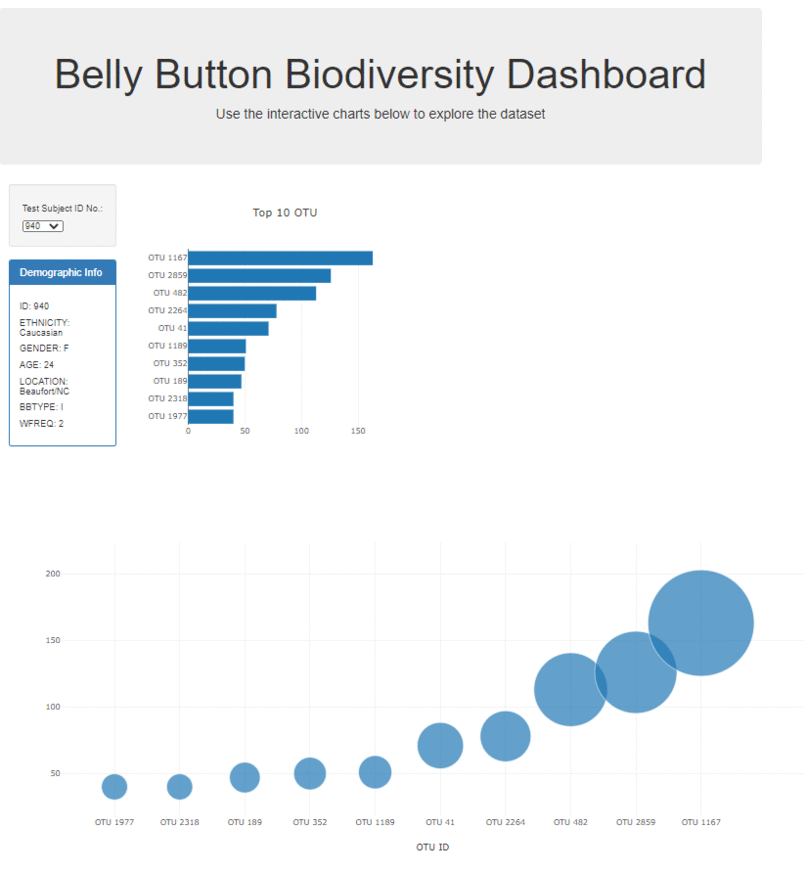 Belly Button Biodiversity Dashboard
Use the interactive charts below to explore the dataset
Test Subject ID No.:
940
Demographic Info
ID: 940
ETHNICITY:
Caucasian
GENDER: F
AGE: 24
LOCATION:
Beaufort/NC
BBTYPE: I
WFREQ: 2
Top 10 OTU
OTU 1167
OTU 2859
OTU 482
OTU 2264
OTU 41
OTU 1189
OTU 352
OTU 189
OTU 2318
OTU 1977
0 50 100 150
200
150
100
50
OTU 1977 OTU 2318 OTU 189 OTU 352 OTU 1189 OTU 41 OTU 2264 OTU 482 OTU 2859 OTU 1167
OTU ID